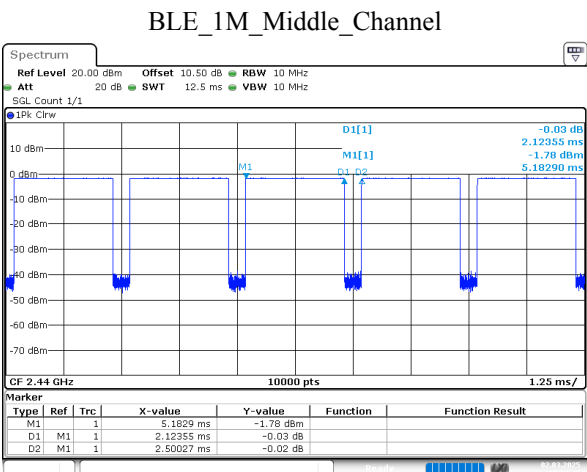 BLE_1M_Middle_Channel
Spectrum
Ref Level 20.00 dBm Offset 10.50 dB RBW 10 MHz
Att 20 dB SWT 12.5 ms VBW 10 MHz
SGL Count 1/1
1Pk Clrw
D1[1] -0.03 dB
2.12355 ms
10 dBm
M1[1] -1.78 dBm
5.18290 ms
M1
D1 D2
0 dBm
-10 dBm
-20 dBm
-30 dBm
-40 dBm
-50 dBm
-60 dBm
-70 dBm
CF 2.44 GHz 10000 pts 1.25 ms/
Marker
Type Ref Trc X-value Y-value Function Function Result
M1 1 5.1829 ms -1.78 dBm
D1 M1 1 2.12355 ms -0.03 dB
D2 M1 1 2.50027 ms -0.02 dB
Ready 02.03.2025